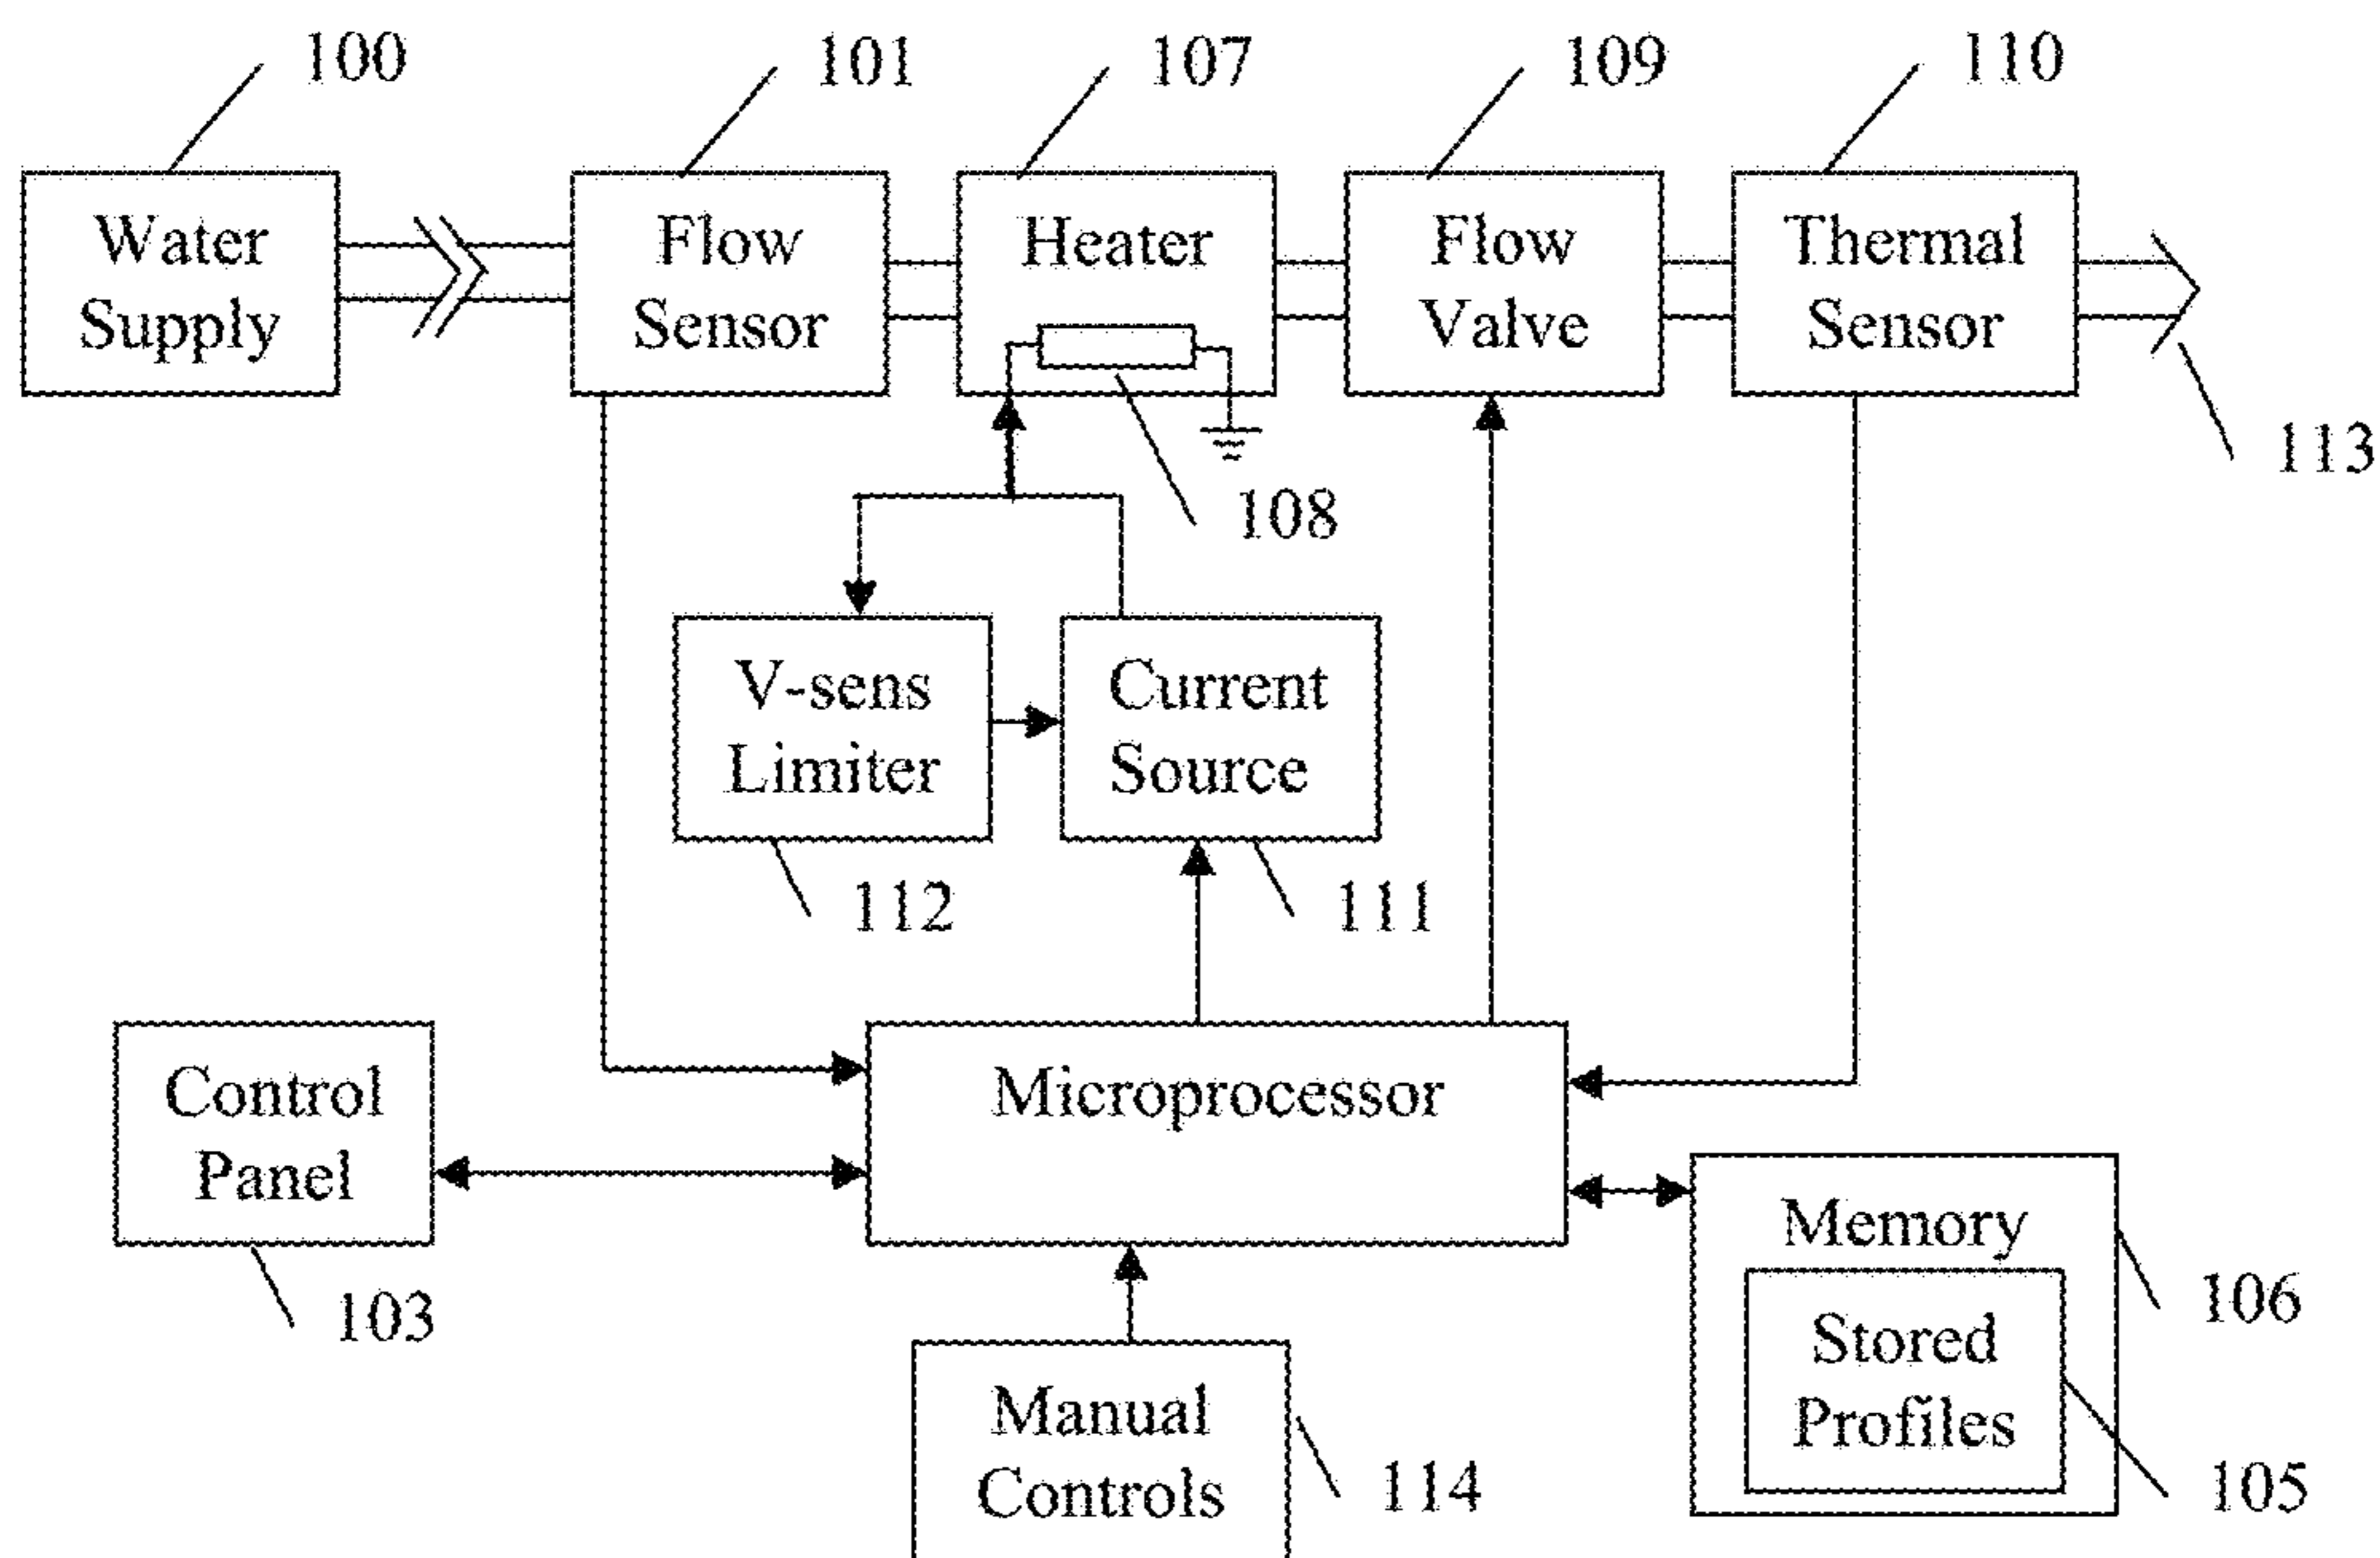 100
101
107
109
110
Water
Supply
Flow
Sensor
Heater
Flow
Valve
Thermal
Sensor
113
108
V-sens
Limiter
Current
Source
112
111
Control
Panel
Microprocessor
103
Memory
106
Stored
Profiles
105
Manual
Controls
114